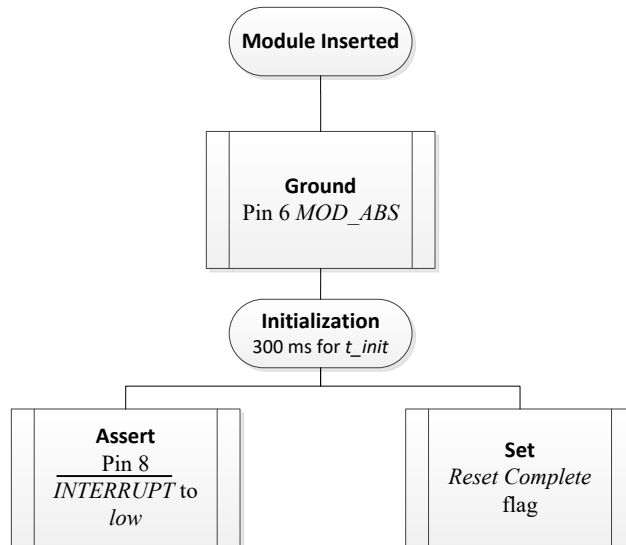 Module Inserted
Ground
Pin 6 MOD_ABS
Initialization
300 ms for t_init
Assert
Pin 8
INTERRUPT to
low
Set
Reset Complete
flag